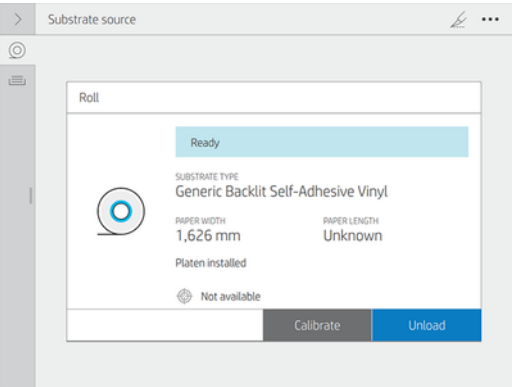 Substrate source
Roll
Ready
SUBSTRATE TYPE
Generic Backlit Self-Adhesive Vinyl
PAPER WIDTH PAPER LENGTH
1,626 mm Unknown
Platen installed
Not available
Calibrate Unload